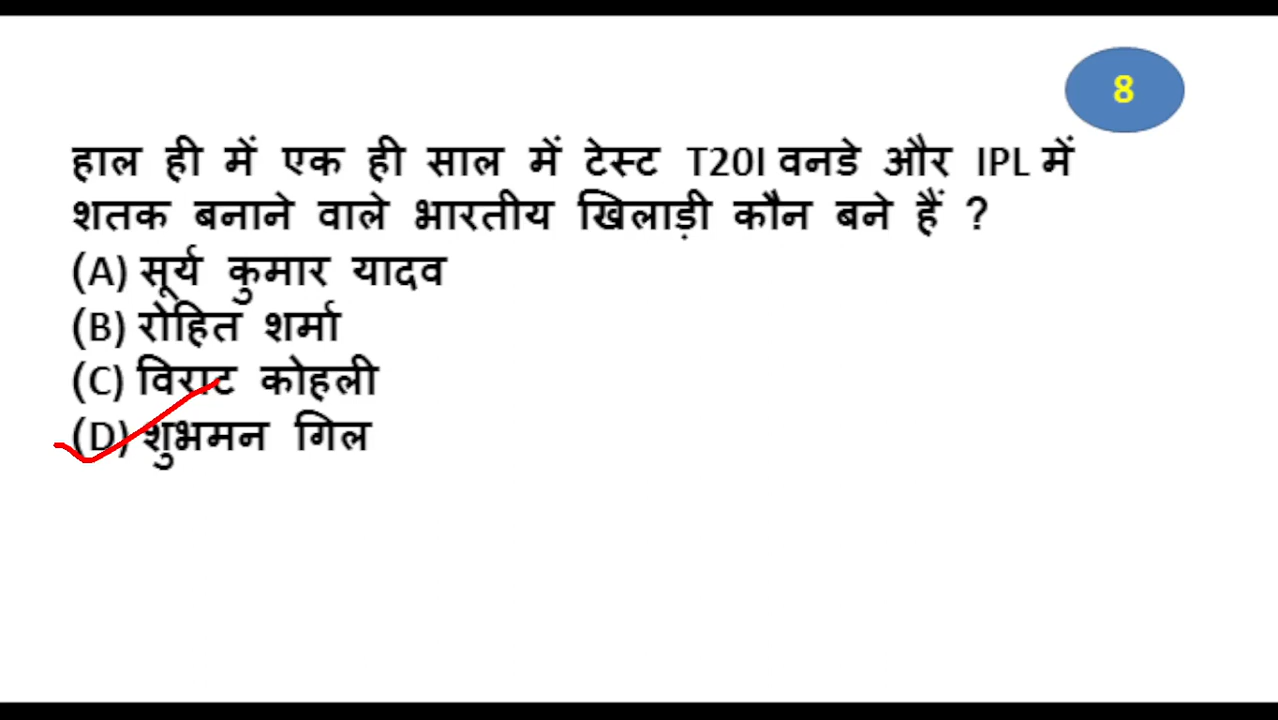 8
हाल ही में एक ही साल में टेस्ट T20I वनडे और IPL में
शतक बनाने वाले भारतीय खिलाड़ी कौन बने हैं ?
(A) सूर्य कुमार यादव
(B) रोहित शर्मा
(C) विराट कोहली
(D) शुभमन गिल